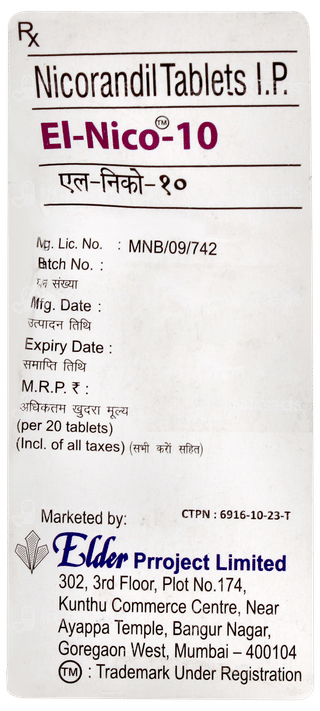 Rx
Nicorandil Tablets I.P.
El-Nico™-10
एल-निको-१०
Mg. Lic. No. : MNB/09/742
Batch No. :
संख्या
Mfg. Date :
उत्पादन तिथि
Expiry Date :
समाप्ति तिथि
M.R.P. ₹ :
अधिकतम खुदरा मूल्य
(per 20 tablets)
(Incl. of all taxes) (सभी करों सहित)
CTPN : 6916-10-23-T
Marketed by:
Elder Prroject Limited
302, 3rd Floor, Plot No.174,
Kunthu Commerce Centre, Near
Ayappa Temple, Bangur Nagar,
Goregaon West, Mumbai – 400104
TM : Trademark Under Registration